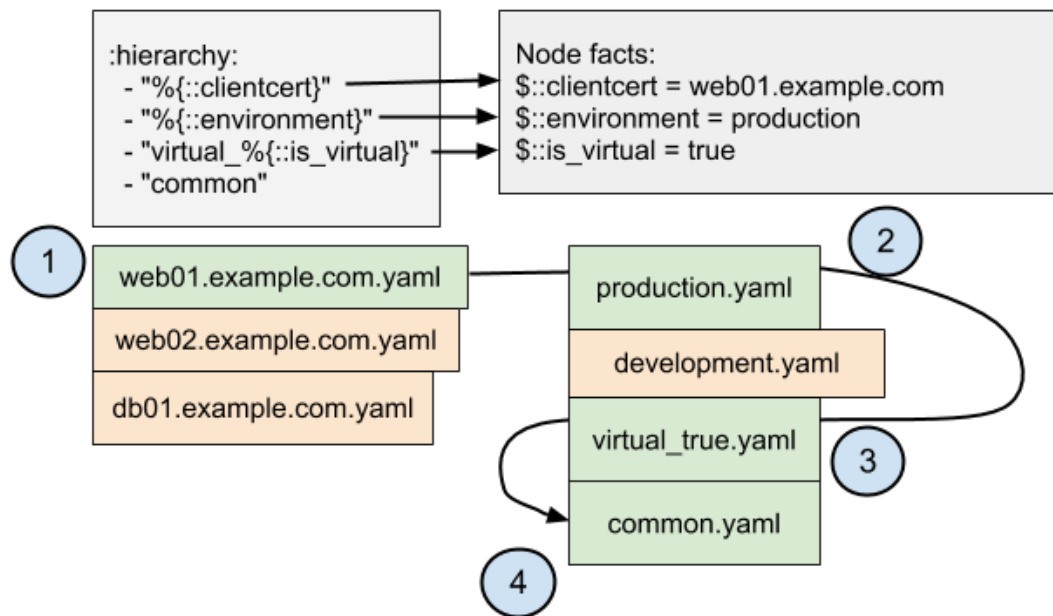 :hierarchy:
- "%{::clientcert}"
- "%{::environment}"
- "virtual_%{::is_virtual}"
- "common"
Node facts:
$::clientcert = web01.example.com
$::environment = production
$::is_virtual = true
1
web01.example.com.yaml
web02.example.com.yaml
db01.example.com.yaml
2
production.yaml
development.yaml
virtual_true.yaml
3
common.yaml
4